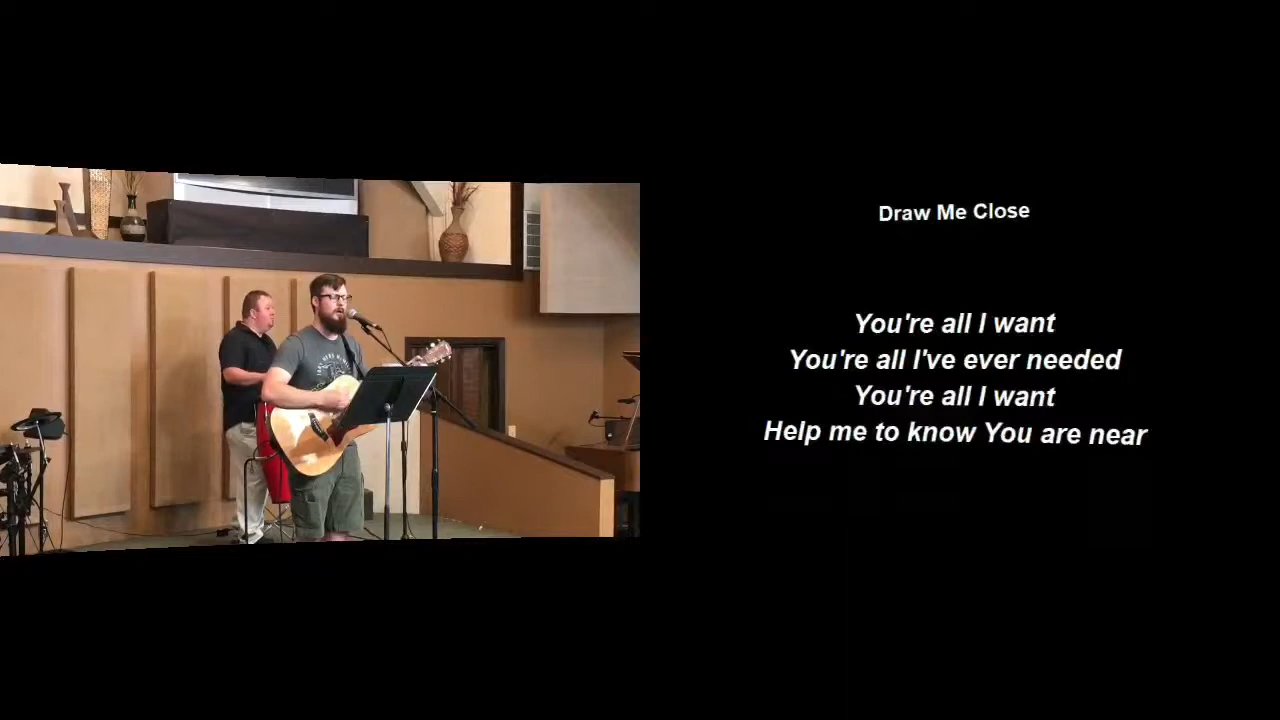 Draw Me Close
You're all I want
You're all I've ever needed
You're all I want
Help me to know You are near